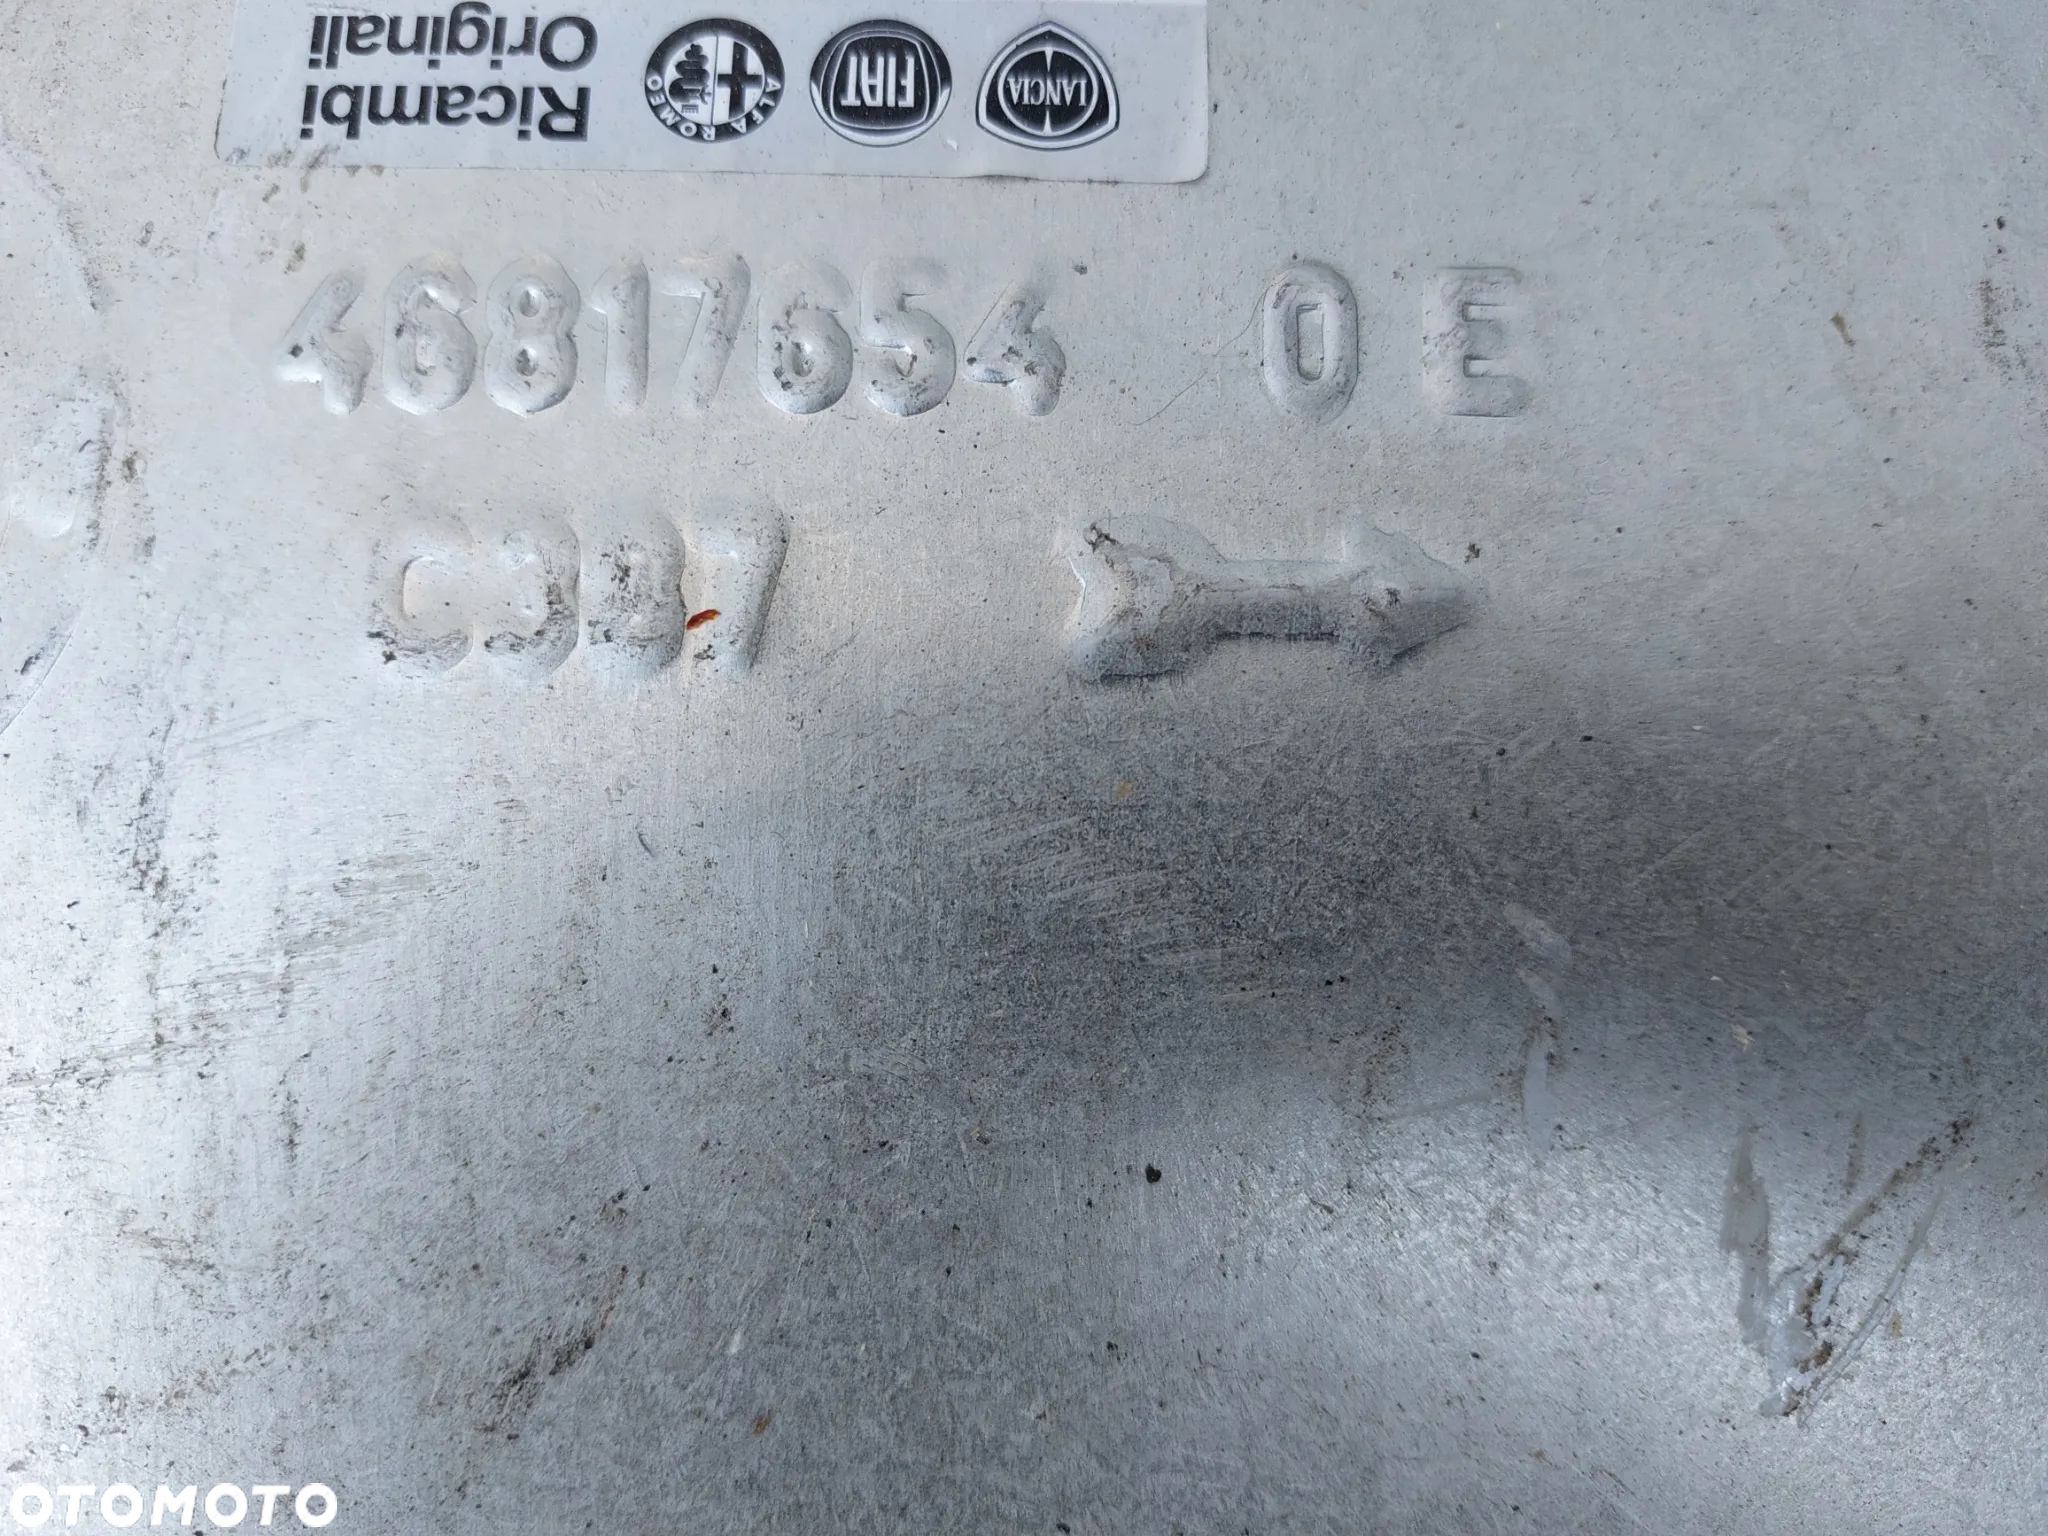 Ricambi
Originali
ALFA ROMEO
FIAT
LANCIA
46817654 0 E
OTOMOTO